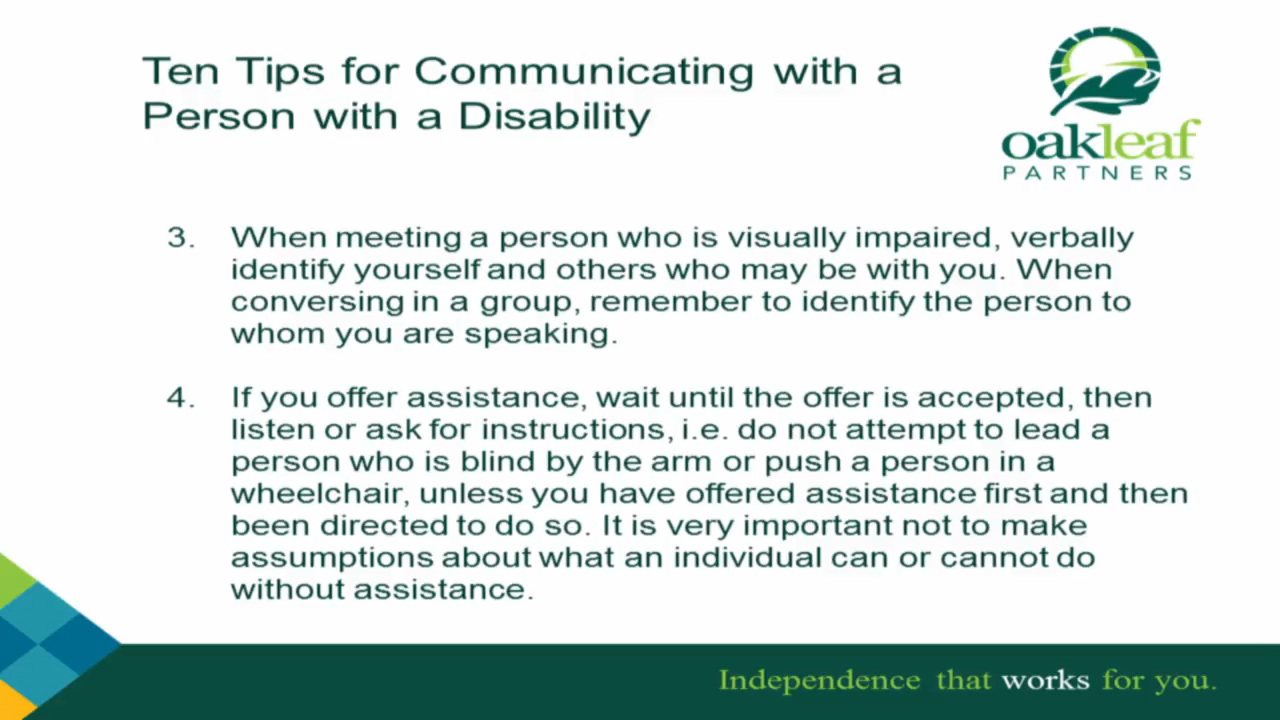 Ten Tips for Communicating with a
Person with a Disability
oakleaf
PARTNERS
3. When meeting a person who is visually impaired, verbally
identify yourself and others who may be with you. When
conversing in a group, remember to identify the person to
whom you are speaking.
4. If you offer assistance, wait until the offer is accepted, then
listen or ask for instructions, i.e. do not attempt to lead a
person who is blind by the arm or push a person in a
wheelchair, unless you have offered assistance first and then
been directed to do so. It is very important not to make
assumptions about what an individual can or cannot do
without assistance.
Independence that works for you.